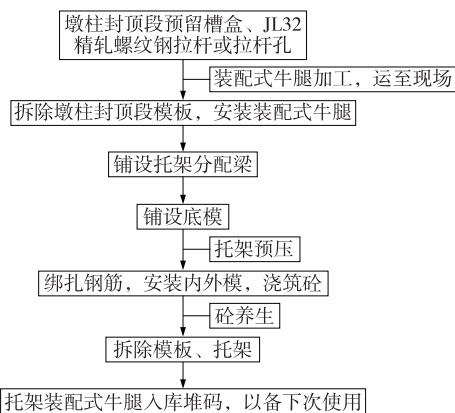 墩柱封顶段预留槽盒、JL32
精轧螺纹钢拉杆或拉杆孔
装配式牛腿加工，运至现场
拆除墩柱封顶段模板，安装装配式牛腿
铺设托架分配梁
铺设底模
托架预压
绑扎钢筋，安装内外模，浇筑砼
砼养生
拆除模板、托架
托架装配式牛腿入库堆码，以备下次使用